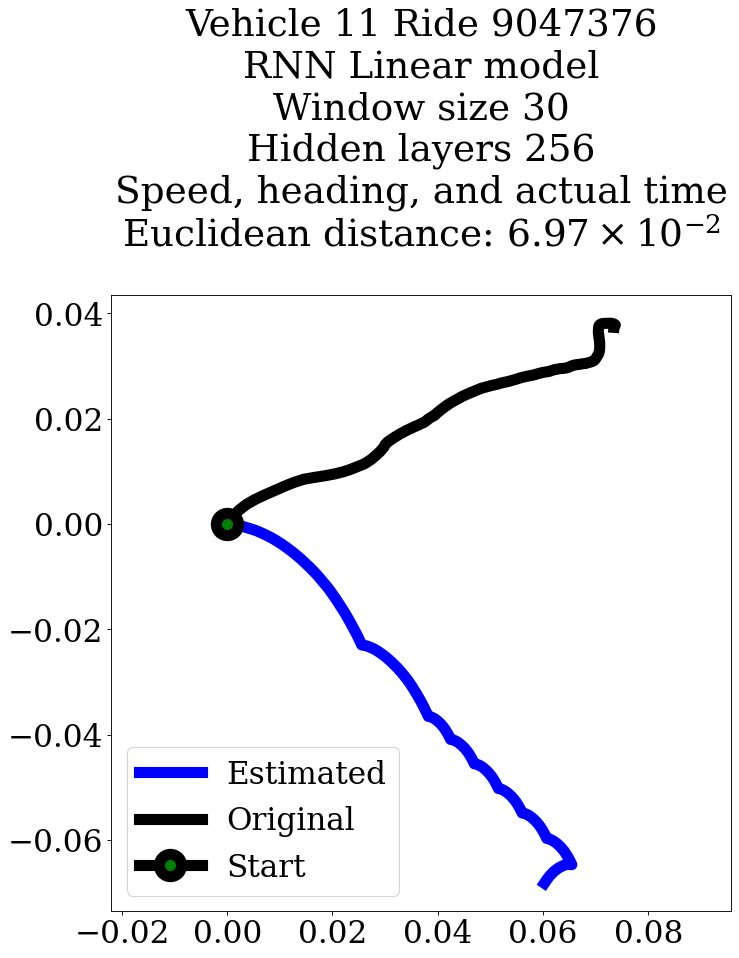 Vehicle 11 Ride 9047376
RNN Linear model
Window size 30
Hidden layers 256
Speed, heading, and actual time
Euclidean distance: 6.97 × 10⁻²
0.04
0.02
0.00
−0.02
−0.04
−0.06
Estimated
Original
Start
−0.02 0.00 0.02 0.04 0.06 0.08